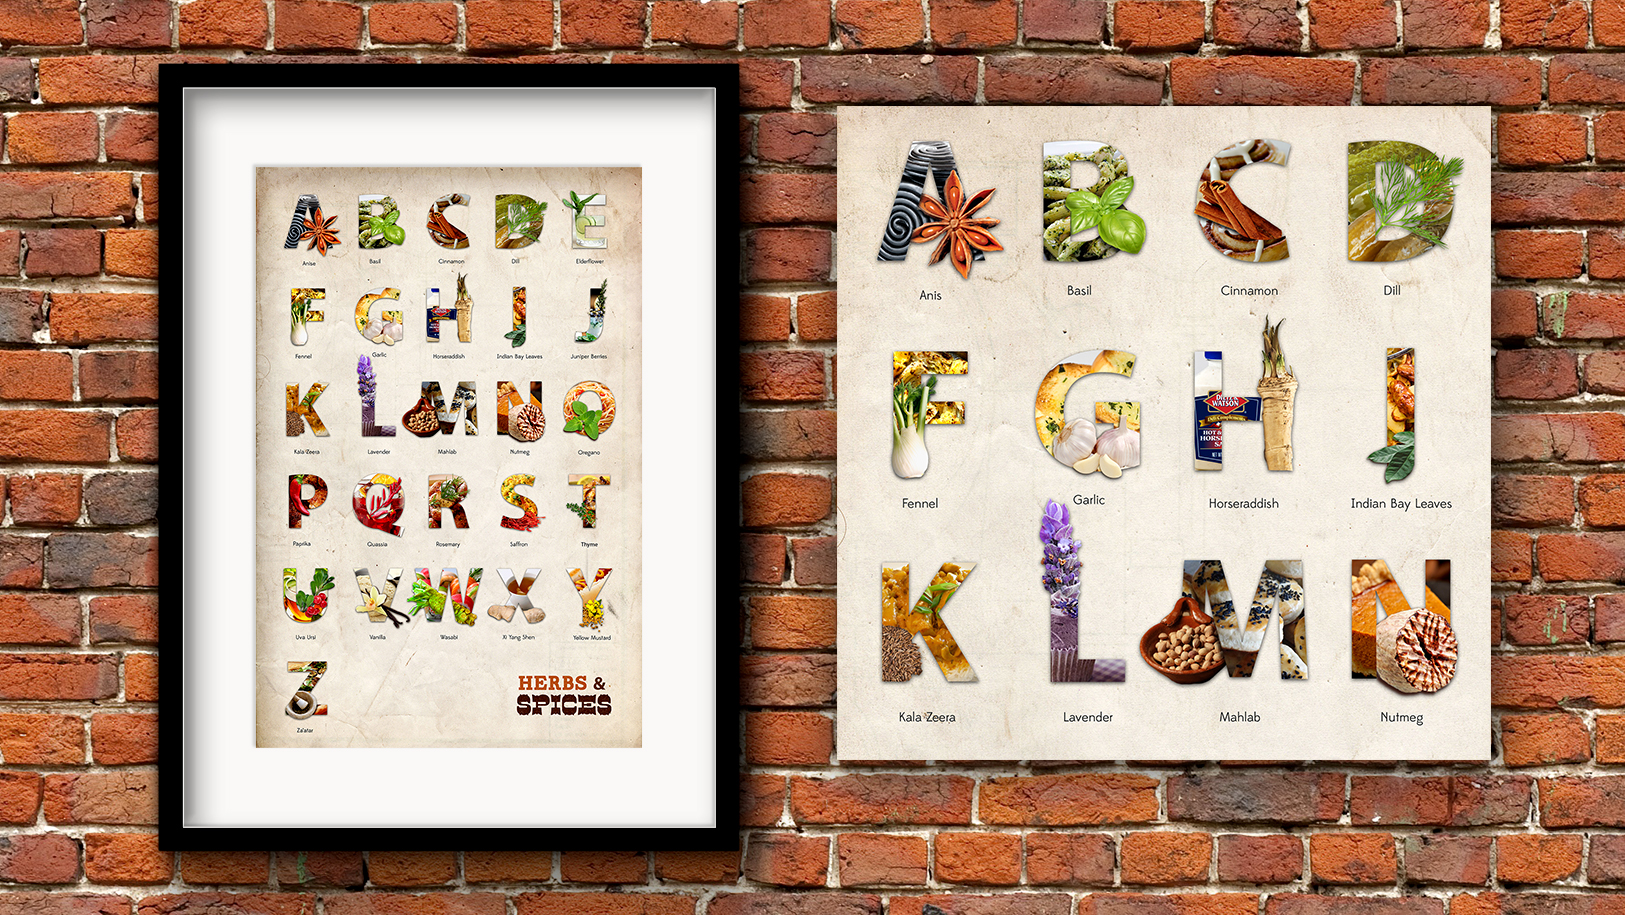 Anise
Basil
Cinnamon
Dill
Elderflower
Fennel
Garlic
Horseraddish
Indian Bay Leaves
Juniper Berries
Kala Zeera
Lavender
Mahlab
Nutmeg
Oregano
Paprika
Quassia
Rosemary
Saffron
Thyme
Uva Ursi
Vanilla
Wasabi
Xi Yang Shen
Yellow Mustard
Za'atar
HERBS &
SPICES
A B C D E
F G H I J
K L M N O
P Q R S T
U V W X Y
Z
A B C D
Anis
Basil
Cinnamon
Dill
F G H I
DIETZ &
WATSON
Fennel
Garlic
Horseraddish
Indian Bay Leaves
K L M N
Kala Zeera
Lavender
Mahlab
Nutmeg